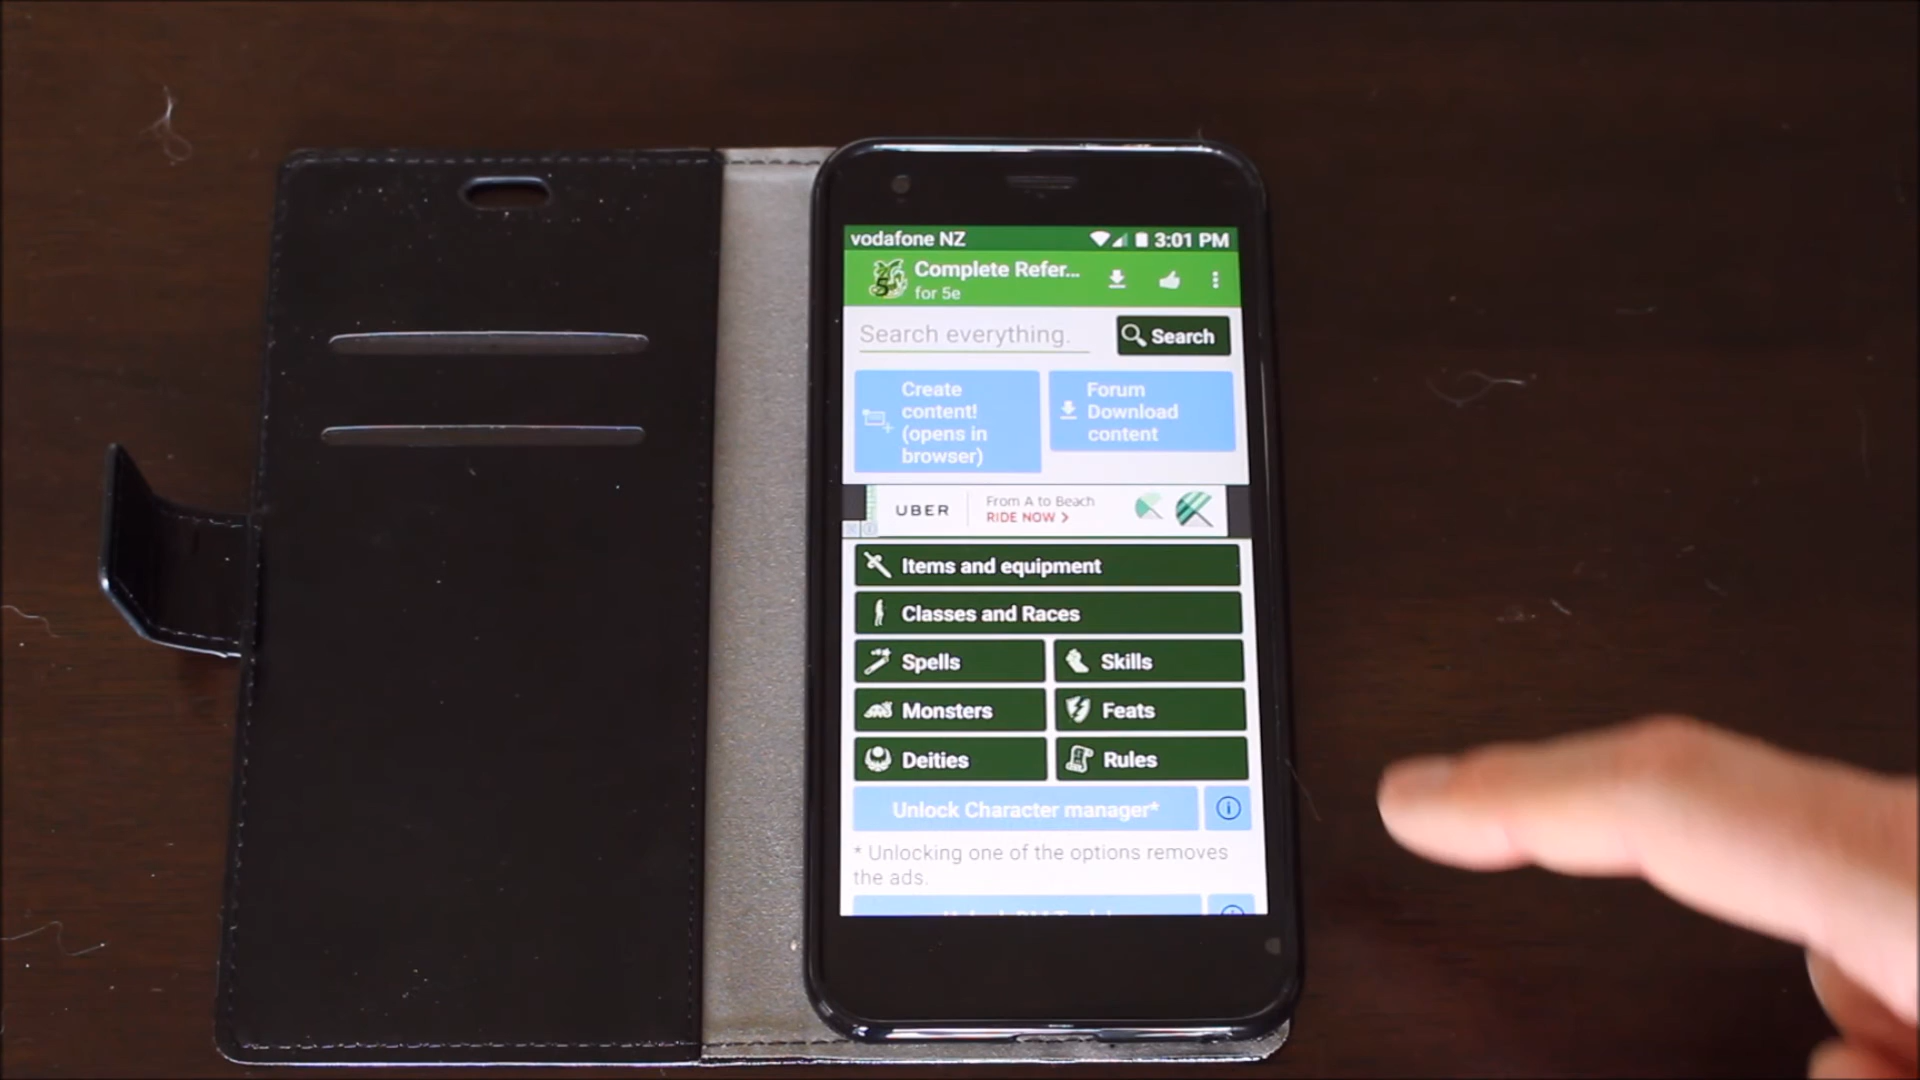 vodafone NZ 3:01 PM
Complete Refer...
for 5e
Search everything.
Search
Create
content!
(opens in
browser)
Forum
Download
content
UBER
From A to Beach
RIDE NOW >
Items and equipment
Classes and Races
Spells
Skills
Monsters
Feats
Deities
Rules
Unlock Character manager*
* Unlocking one of the options removes
the ads.